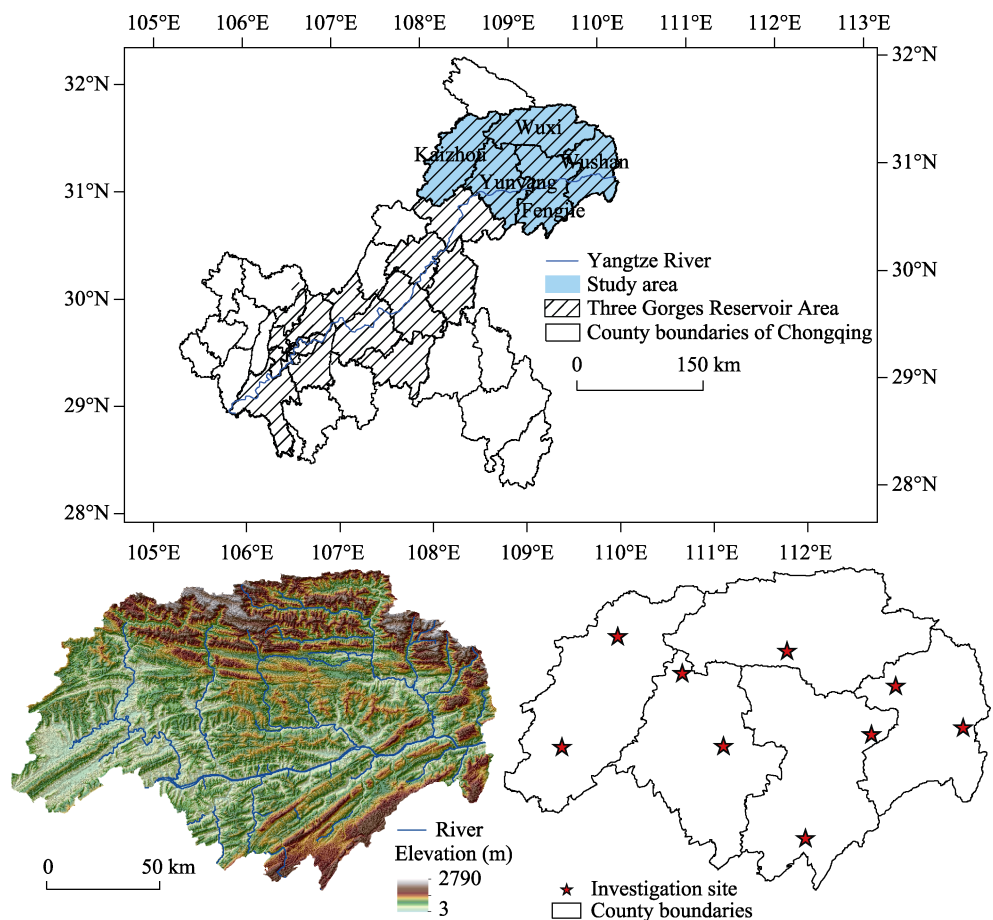 105°E 106°E 107°E 108°E 109°E 110°E 111°E 112°E 113°E
32°N
32°N
Wuxi
Kaizhou
Wushan
31°N
Yunyang
31°N
Fengjie
Yangtze River
30°N
Study area
30°N
Three Gorges Reservoir Area
County boundaries of Chongqing
0 150 km
29°N
29°N
28°N
28°N
105°E 106°E 107°E 108°E 109°E 110°E 111°E 112°E
River
Elevation (m)
0 50 km
2790
3
Investigation site
County boundaries